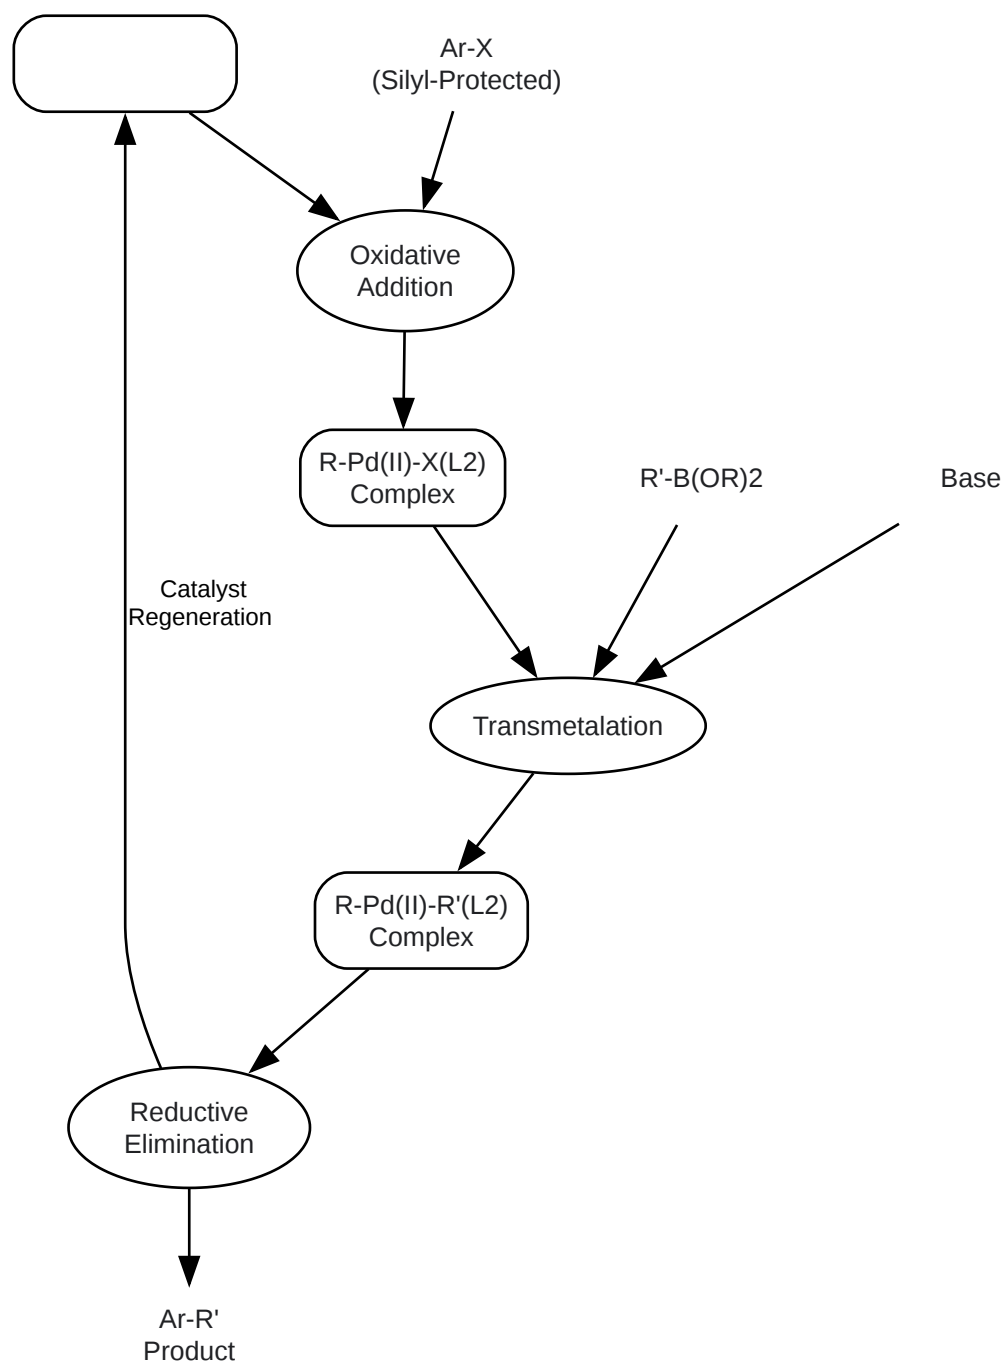 Ar-X
(Silyl-Protected)
Oxidative
Addition
R-Pd(II)-X(L2)
Complex
R'-B(OR)2
Base
Catalyst
Regeneration
Transmetalation
R-Pd(II)-R'(L2)
Complex
Reductive
Elimination
Ar-R'
Product